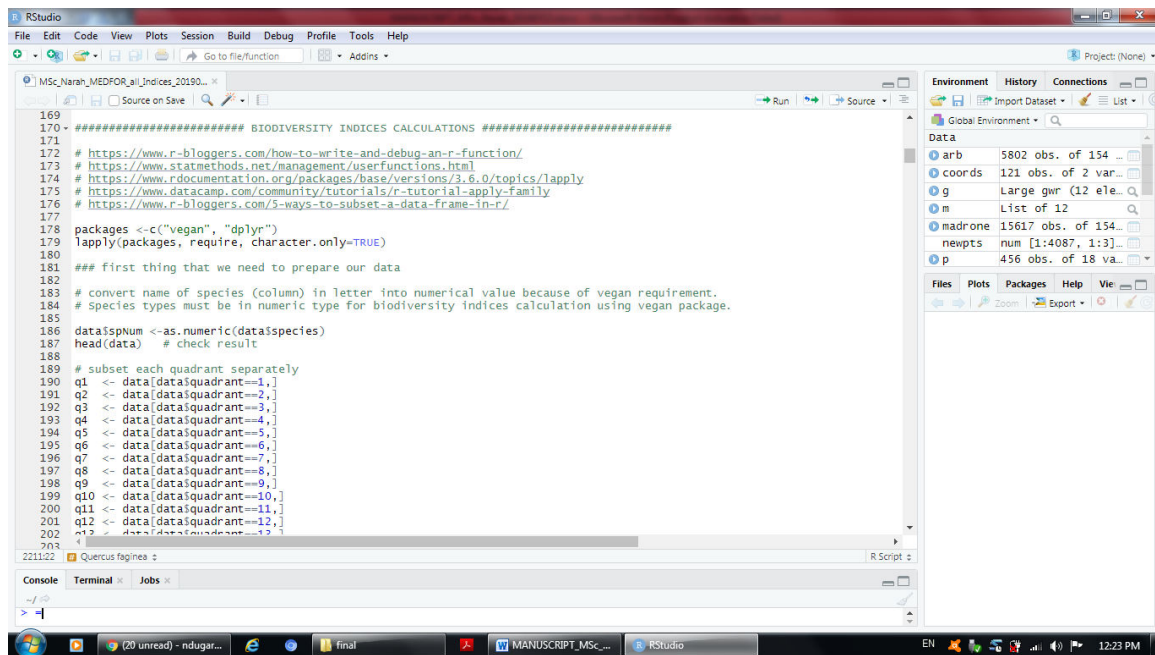 RStudio
File Edit Code View Plots Session Build Debug Profile Tools Help
Go to file/function Addins
Project: (None)
MSc_Narah_MEDFOR_all_Indices_20190...
Source on Save Run Source
169
170 ######################### BIODIVERSITY INDICES CALCULATIONS ############################
171
172 # https://www.r-bloggers.com/how-to-write-and-debug-an-r-function/
173 # https://www.statmethods.net/management/userfunctions.html
174 # https://www.rdocumentation.org/packages/base/versions/3.6.0/topics/lapply
175 # https://www.datacamp.com/community/tutorials/r-tutorial-apply-family
176 # https://www.r-bloggers.com/5-ways-to-subset-a-data-frame-in-r/
177
178 packages <-c("vegan", "dplyr")
179 lapply(packages, require, character.only=TRUE)
180
181 ### first thing that we need to prepare our data
182
183 # convert name of species (column) in letter into numerical value because of vegan requirement.
184 # Species types must be in numeric type for biodiversity indices calculation using vegan package.
185
186 data$spNum <-as.numeric(data$species)
187 head(data) # check result
188
189 # subset each quadrant separately
190 q1 <- data[data$quadrant==1,]
191 q2 <- data[data$quadrant==2,]
192 q3 <- data[data$quadrant==3,]
193 q4 <- data[data$quadrant==4,]
194 q5 <- data[data$quadrant==5,]
195 q6 <- data[data$quadrant==6,]
196 q7 <- data[data$quadrant==7,]
197 q8 <- data[data$quadrant==8,]
198 q9 <- data[data$quadrant==9,]
199 q10 <- data[data$quadrant==10,]
200 q11 <- data[data$quadrant==11,]
201 q12 <- data[data$quadrant==12,]
202 q13 <- data[data$quadrant==13,]
203
2211:22 Quercus faginea R Script
Console Terminal Jobs
~/
> =
Environment History Connections
Import Dataset List
Global Environment
Data
arb 5802 obs. of 154 ...
coords 121 obs. of 2 var...
g Large gwr (12 ele...
m List of 12
madrone 15617 obs. of 154...
newpts num [1:4087, 1:3]...
p 456 obs. of 18 va...
Files Plots Packages Help Vie
Zoom Export
(20 unread) - ndugar... final MANUSCRIPT_MSc_... RStudio EN 12:23 PM